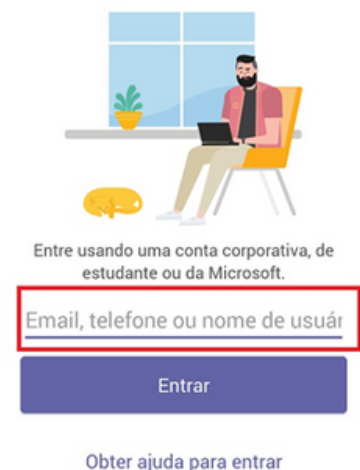 Entre usando uma conta corporativa, de
estudante ou da Microsoft.
Email, telefone ou nome de usuár
Entrar
Obter ajuda para entrar